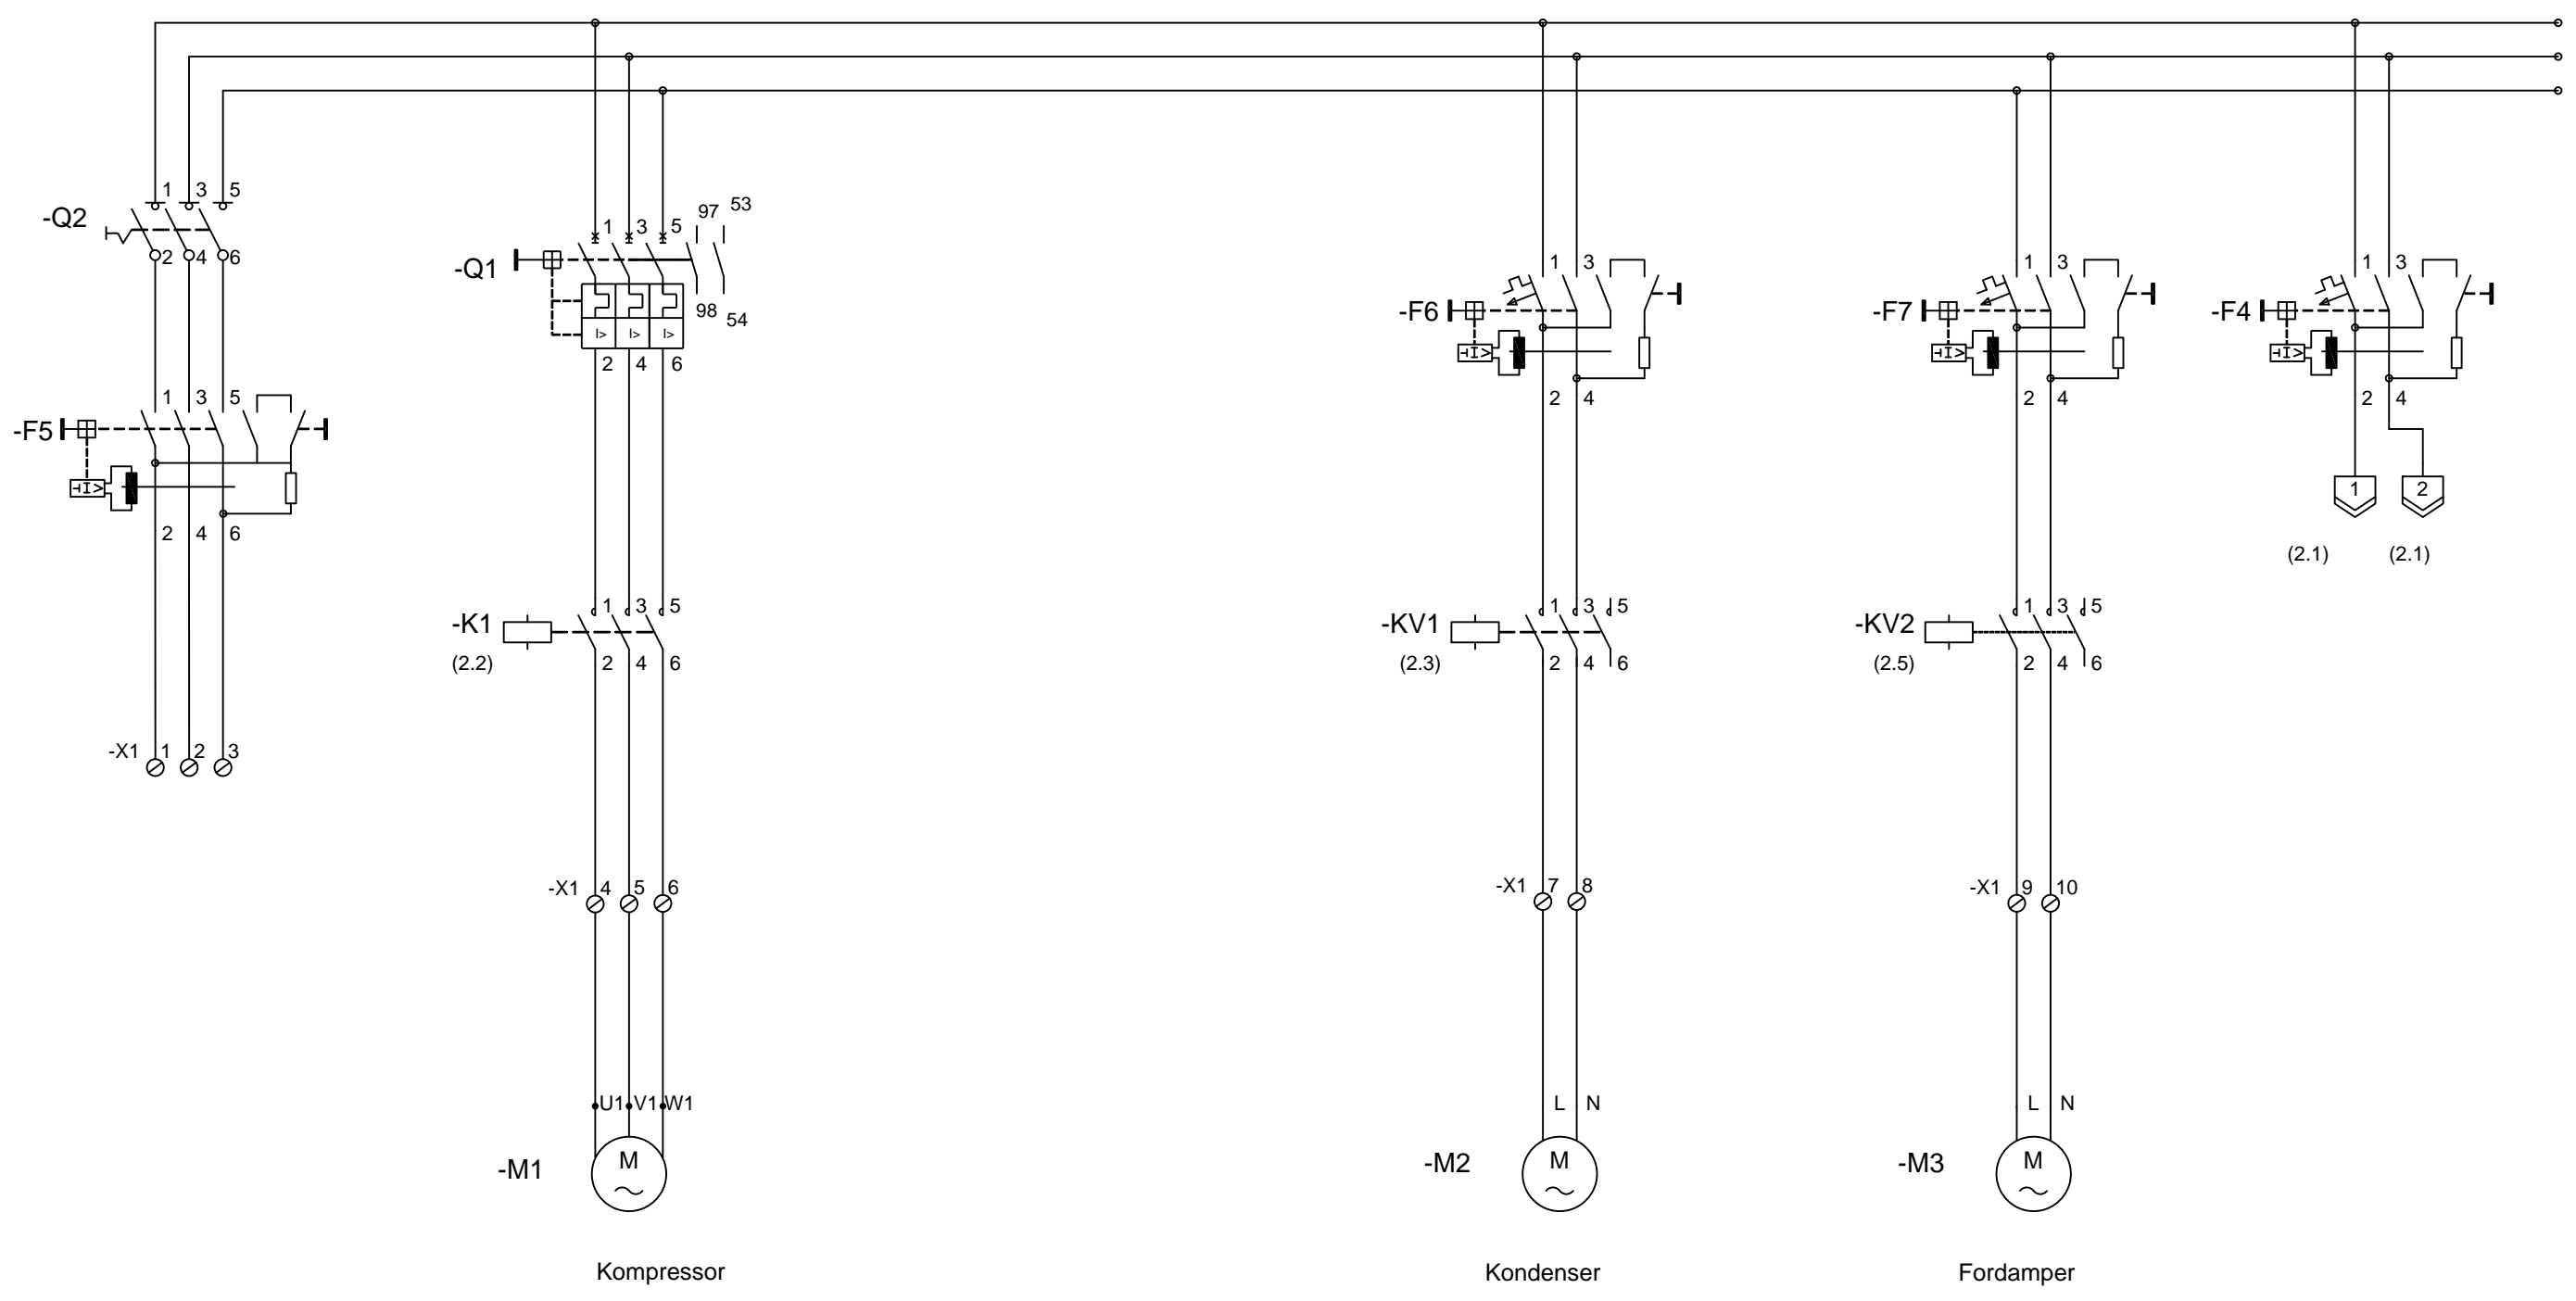 1 3 5
-Q2
2 4 6
1 3 5
-F5
-I>
2 4 6
-X1 1 2 3
97 53
1 3 5
-Q1
98 54
I> I> I>
2 4 6
-K1 1 3 5
(2.2) 2 4 6
-X1 4 5 6
U1 V1 W1
-M1 M
Kompressor
1 3
-F6
-I>
2 4
-KV1 1 3 5
(2.3) 2 4 6
-X1 7 8
L N
-M2 M
Kondenser
1 3
-F7
-I>
2 4
-KV2 1 3 5
(2.5) 2 4 6
-X1 9 10
L N
-M3 M
Fordamper
1 3
-F4
-I>
2 4
1 2
(2.1) (2.1)